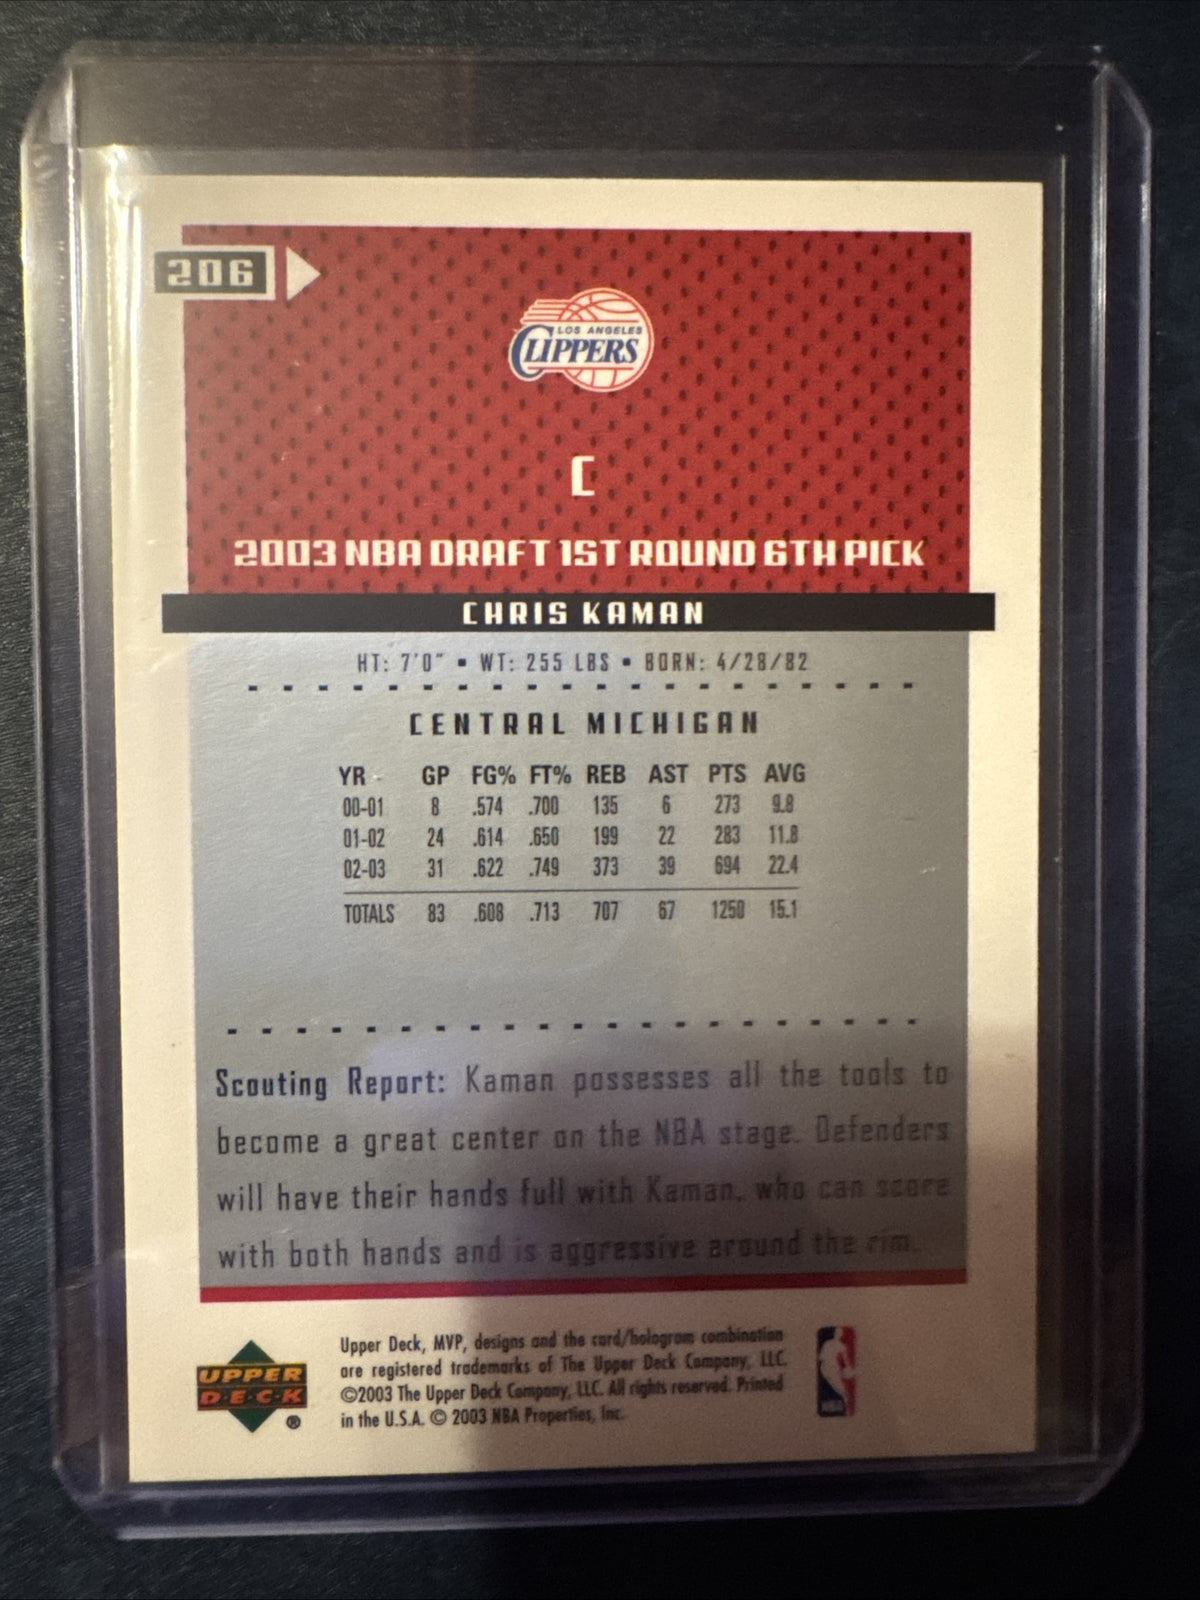 206
LOS ANGELES
CLIPPERS
C
2003 NBA DRAFT 1ST ROUND 6TH PICK
CHRIS KAMAN
HT: 7'0" ▪ WT: 255 LBS ▪ BORN: 4/28/82
CENTRAL MICHIGAN
YR GP FG% FT% REB AST PTS AVG
00-01 8 .574 .700 135 6 273 9.8
01-02 24 .614 .650 199 22 283 11.8
02-03 31 .622 .749 373 39 694 22.4
TOTALS 83 .608 .713 707 67 1250 15.1
Scouting Report: Kaman possesses all the tools to
become a great center on the NBA stage. Defenders
will have their hands full with Kaman, who can score
with both hands and is aggressive around the rim.
UPPER
DECK
®
Upper Deck, MVP, designs and the card/hologram combination
are registered trademarks of The Upper Deck Company, LLC.
©2003 The Upper Deck Company, LLC. All rights reserved. Printed
in the U.S.A. © 2003 NBA Properties, Inc.
NBA